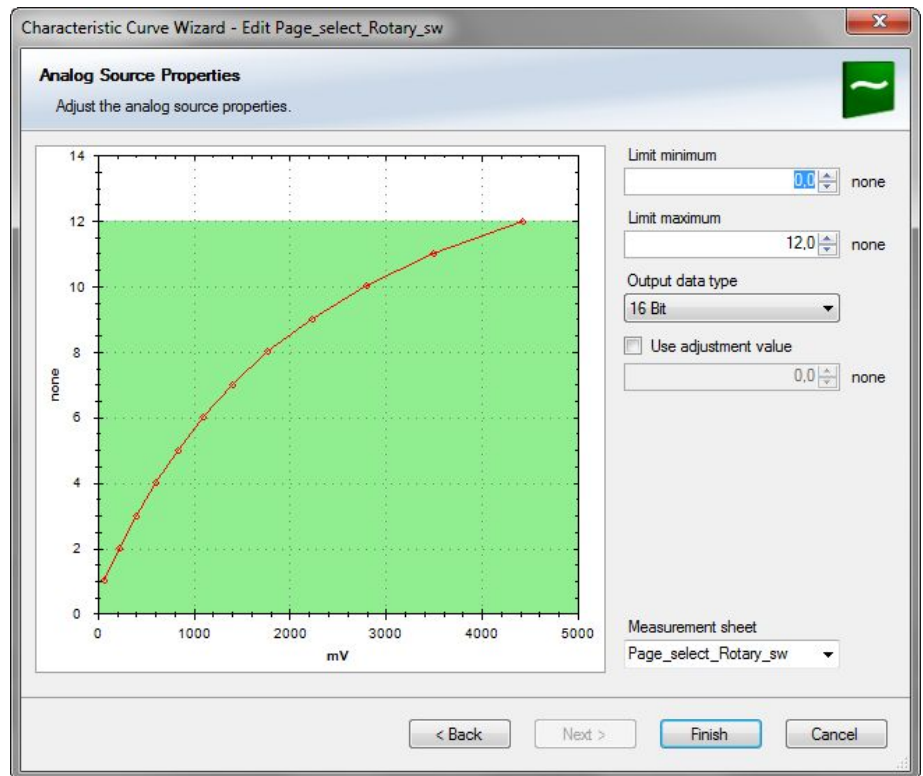 Characteristic Curve Wizard - Edit Page_select_Rotary_sw
Analog Source Properties
Adjust the analog source properties.
14
12
10
8
6
4
2
0
none
0
1000
2000
3000
4000
5000
mV
Limit minimum
0,0 none
Limit maximum
12,0 none
Output data type
16 Bit
Use adjustment value
0,0 none
Measurement sheet
Page_select_Rotary_sw
< Back
Next >
Finish
Cancel